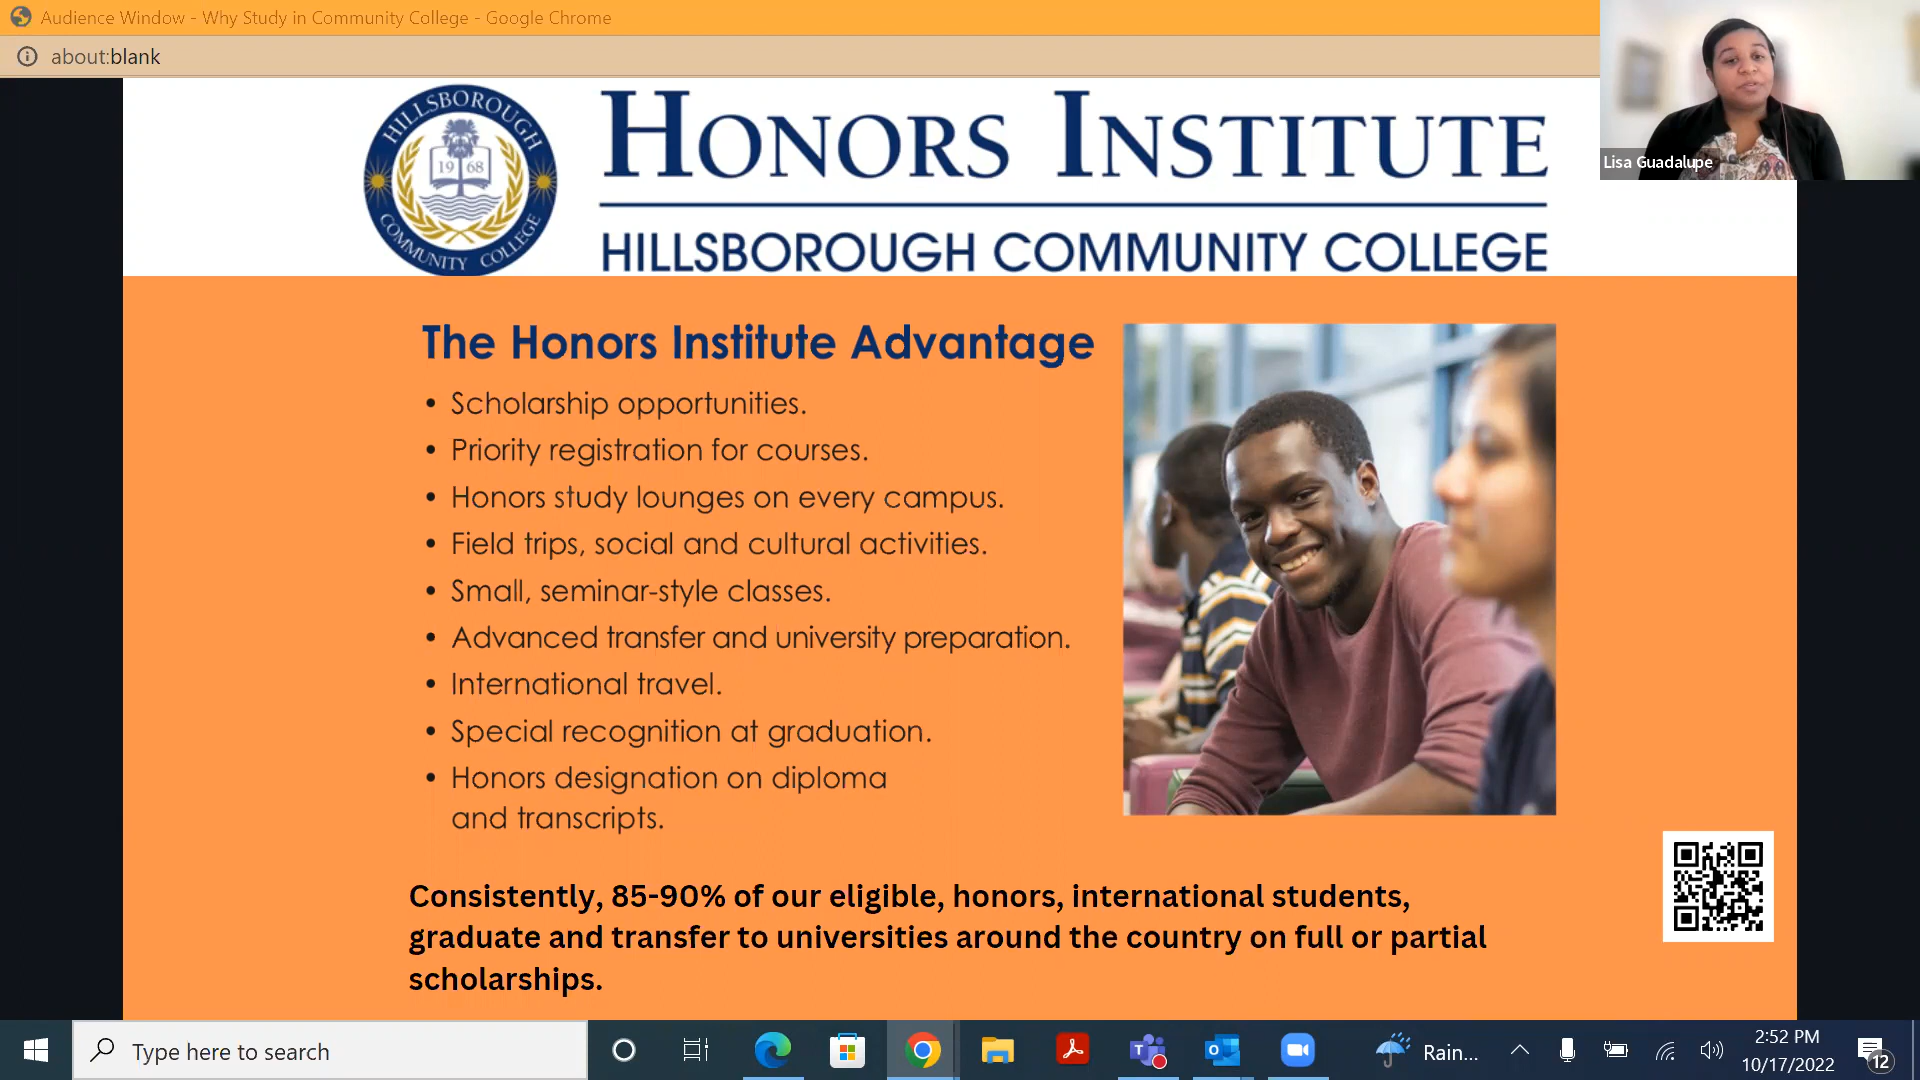 Audience Window - Why Study in Community College - Google Chrome
about:blank
Lisa Guadalupe
HILLSBOROUGH
19 68
COMMUNITY COLLEGE
HONORS INSTITUTE
HILLSBOROUGH COMMUNITY COLLEGE
The Honors Institute Advantage
• Scholarship opportunities.
• Priority registration for courses.
• Honors study lounges on every campus.
• Field trips, social and cultural activities.
• Small, seminar-style classes.
• Advanced transfer and university preparation.
• International travel.
• Special recognition at graduation.
• Honors designation on diploma
and transcripts.
Consistently, 85-90% of our eligible, honors, international students,
graduate and transfer to universities around the country on full or partial
scholarships.
Type here to search
Rain...
2:52 PM
10/17/2022
12